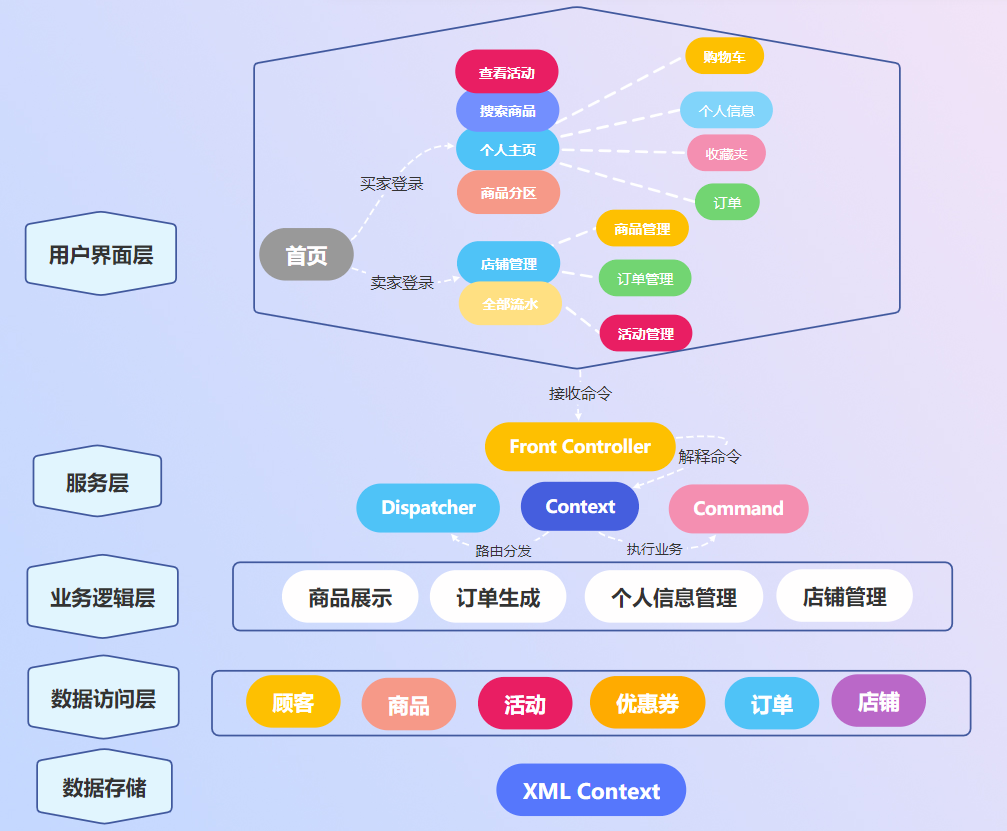 查看活动
搜索商品
个人主页
商品分区
购物车
个人信息
收藏夹
订单
买家登录
用户界面层
首页
卖家登录
店铺管理
全部流水
商品管理
订单管理
活动管理
接收命令
服务层
Front Controller
解释命令
Dispatcher
Context
Command
路由分发
执行业务
业务逻辑层
商品展示
订单生成
个人信息管理
店铺管理
数据访问层
顾客
商品
活动
优惠券
订单
店铺
数据存储
XML Context